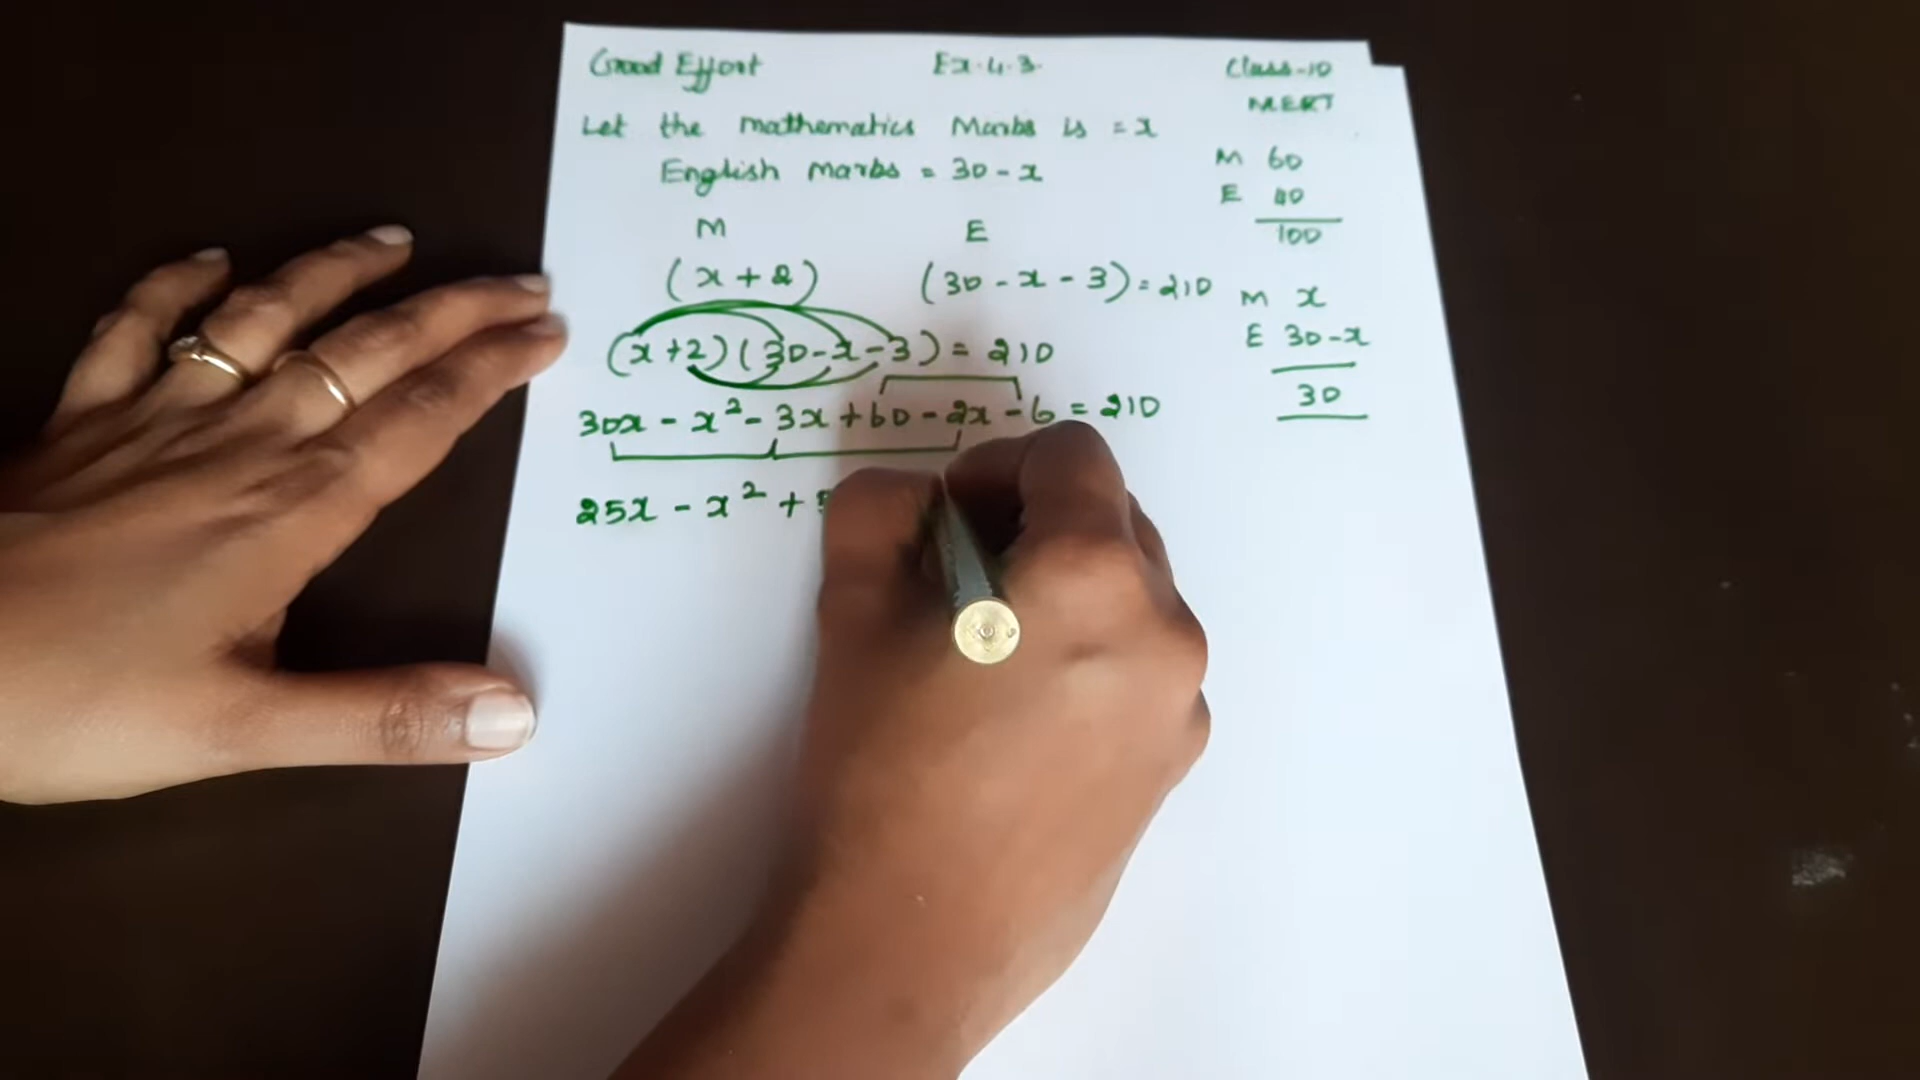 Good Effort Ex.4.3. Class-10
NCERT
Let the mathematics Marks is = x
English marks = 30 - x
M E
(x + 2) (30 - x - 3) = 210
(x +2) (30-x-3) = 210
30x - x² - 3x + 60 - 2x - 6 = 210
25x - x² + 5
M 60
E 40
100
M x
E 30-x
30